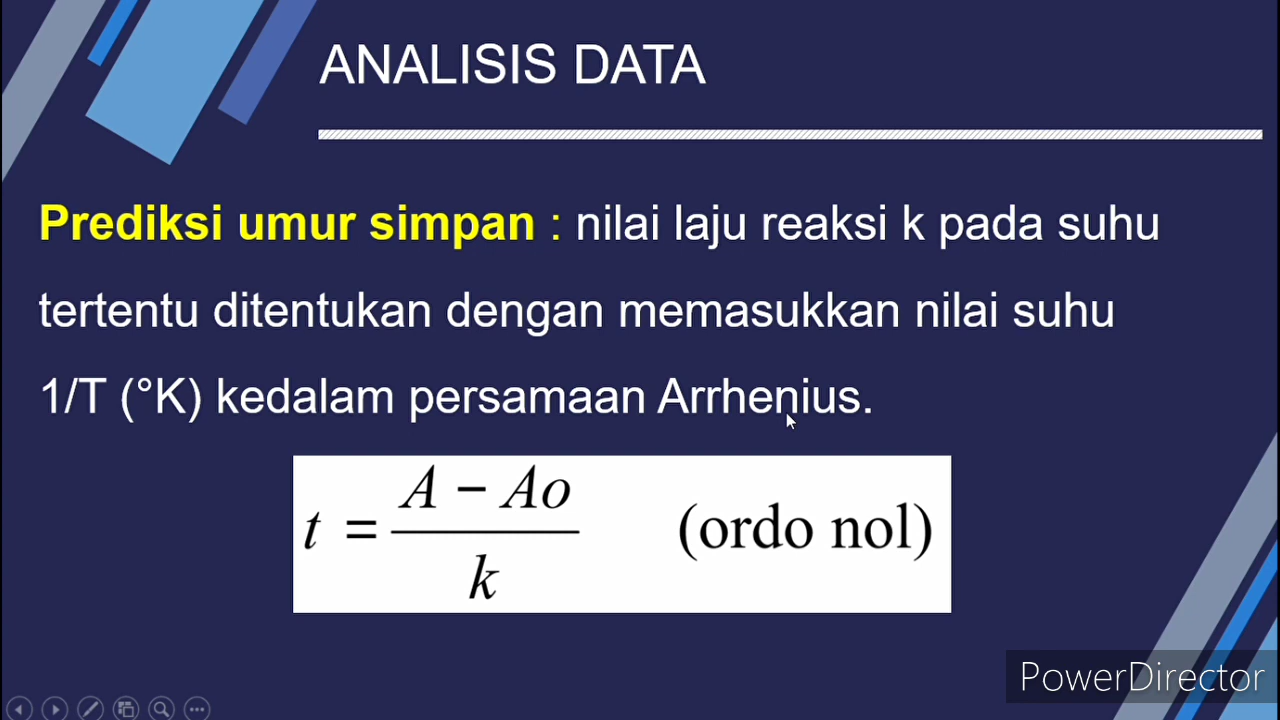 ANALISIS DATA
Prediksi umur simpan : nilai laju reaksi k pada suhu
tertentu ditentukan dengan memasukkan nilai suhu
1/T (°K) kedalam persamaan Arrhenius.
t = (A − Ao) / k (ordo nol)
PowerDirector